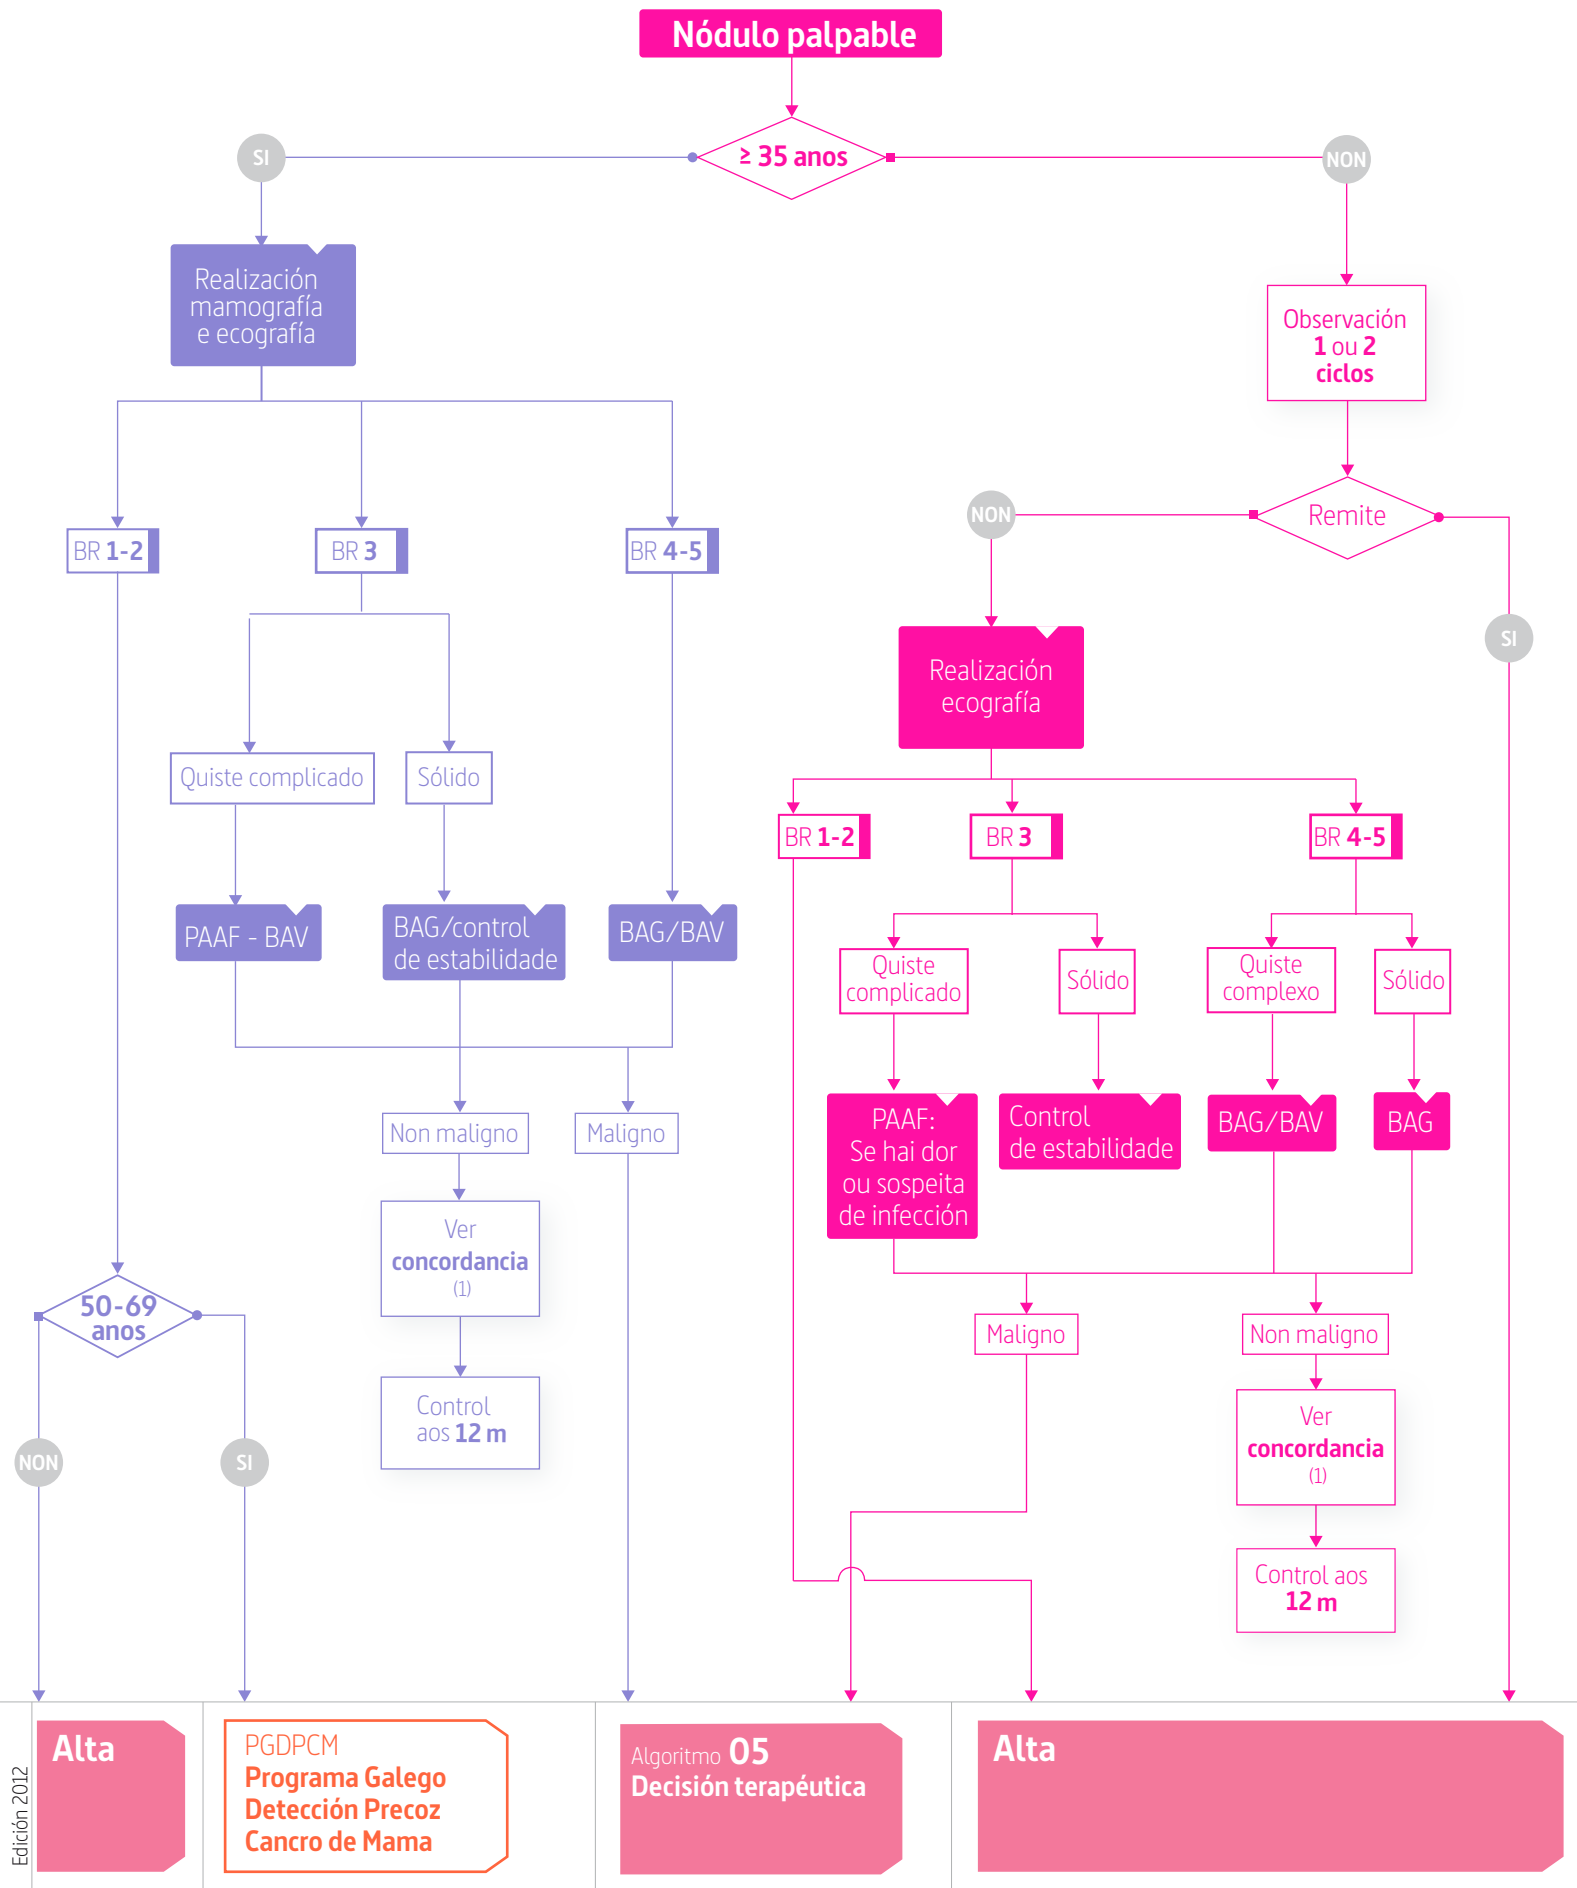 Nódulo palpable
≥ 35 anos
SI
NON
Realización
mamografía
e ecografía
Observación
1 ou 2
ciclos
Remite
NON
SI
BR 1-2
BR 3
BR 4-5
Realización
ecografía
Quiste complicado
Sólido
BR 1-2
BR 3
BR 4-5
PAAF - BAV
BAG/control
de estabilidade
BAG/BAV
Quiste
complicado
Sólido
Quiste
complexo
Sólido
Non maligno
Maligno
PAAF:
Se hai dor
ou sospeita
de infección
Control
de estabilidade
BAG/BAV
BAG
Ver
concordancia
(1)
50-69
anos
Maligno
Non maligno
Control
aos 12 m
Ver
concordancia
(1)
NON
SI
Control aos
12 m
Edición 2012
Alta
PGDPCM
Programa Galego
Detección Precoz
Cancro de Mama
Algoritmo 05
Decisión terapéutica
Alta